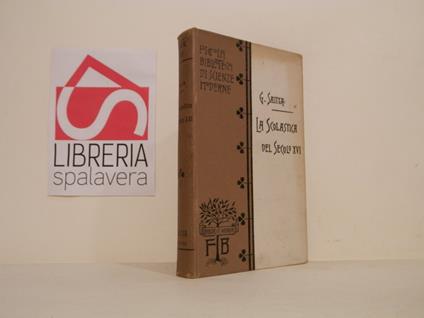 LIBRERIA
spalavera
PICCOLA
BIBLIOTECA
DI SCIENZE
MODERNE
G. SAITTA
LA SCOLASTICA
DEL SECOLO XVI
F B